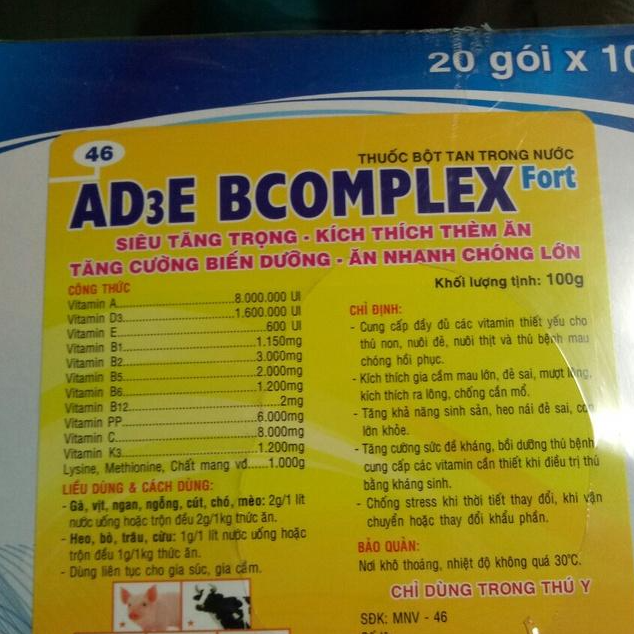 20 gói x 10
46
THUỐC BỘT TAN TRONG NƯỚC
AD3E BCOMPLEX Fort
SIÊU TĂNG TRỌNG - KÍCH THÍCH THÈM ĂN
TĂNG CƯỜNG BIẾN DƯỠNG - ĂN NHANH CHÓNG LỚN
Khối lượng tịnh: 100g
CÔNG THỨC
Vitamin A....................8.000.000 UI
Vitamin D3....................1.600.000 UI
Vitamin E....................600 UI
Vitamin B1....................1.150mg
Vitamin B2....................3.000mg
Vitamin B5....................2.000mg
Vitamin B6....................1.200mg
Vitamin B12....................2mg
Vitamin PP....................6.000mg
Vitamin C....................8.000mg
Vitamin K3....................1.200mg
Lysine, Methionine, Chất mang vđ......1.000g
LIỀU DÙNG & CÁCH DÙNG:
- Gà, vịt, ngan, ngỗng, cút, chó, mèo: 2g/1 lít
nước uống hoặc trộn đều 2g/1kg thức ăn.
- Heo, bò, trâu, cừu: 1g/1 lít nước uống hoặc
trộn đều 1g/1kg thức ăn.
- Dùng liên tục cho gia súc, gia cầm.
CHỈ ĐỊNH:
- Cung cấp đầy đủ các vitamin thiết yếu cho
thú non, nuôi đẻ, nuôi thịt và thú bệnh mau
chóng hồi phục.
- Kích thích gia cầm mau lớn, đẻ sai, mượt lông,
kích thích ra lông, chống cắn mổ.
- Tăng khả năng sinh sản, heo nái đẻ sai, con
lớn khỏe.
- Tăng cường sức đề kháng, bồi dưỡng thú bệnh,
cung cấp các vitamin cần thiết khi điều trị thú
bằng kháng sinh.
- Chống stress khi thời tiết thay đổi, khi vận
chuyển hoặc thay đổi khẩu phần.
BẢO QUẢN:
Nơi khô thoáng, nhiệt độ không quá 30°C.
CHỈ DÙNG TRONG THÚ Y
SĐK: MNV - 46